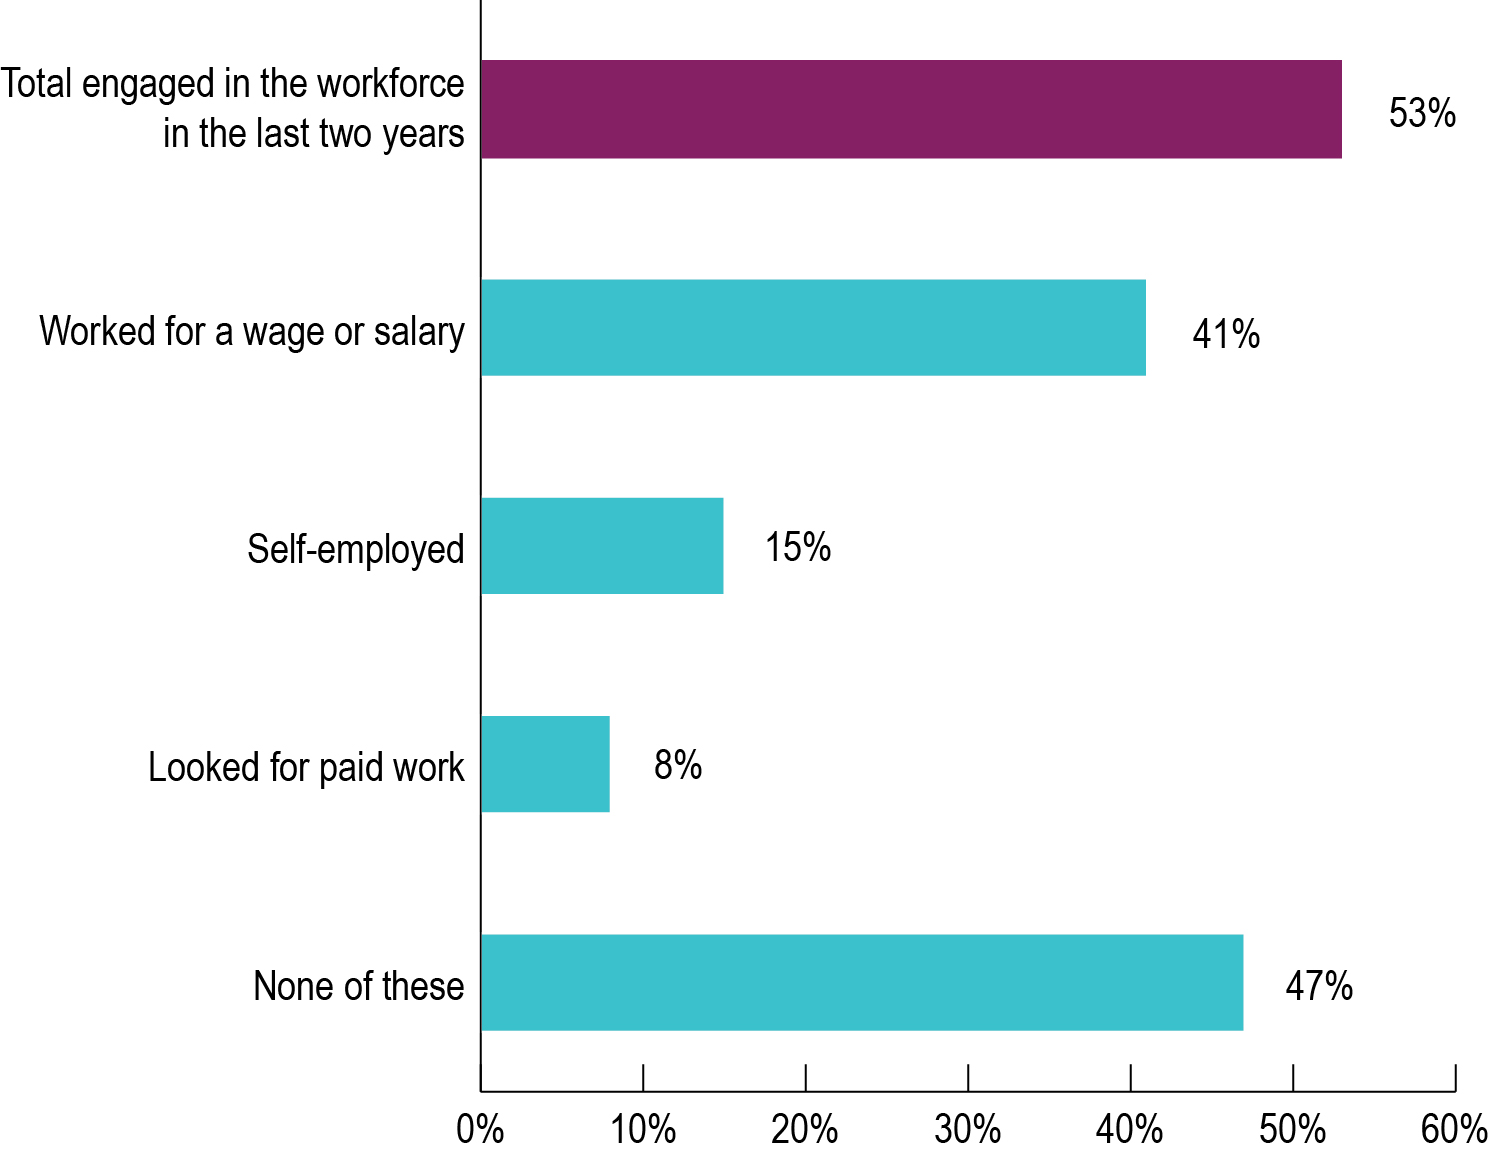 Total engaged in the workforce
in the last two years
53%
Worked for a wage or salary
41%
Self-employed
15%
Looked for paid work
8%
None of these
47%
0% 10% 20% 30% 40% 50% 60%